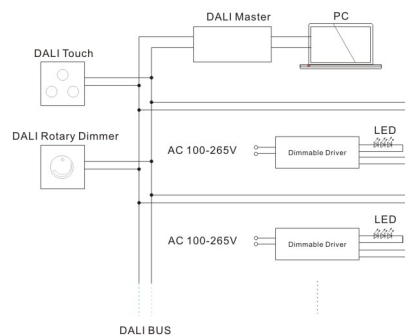 DALI Master
PC
DALI Touch
DALI Rotary Dimmer
LED
AC 100-265V
Dimmable Driver
LED
AC 100-265V
Dimmable Driver
DALI BUS